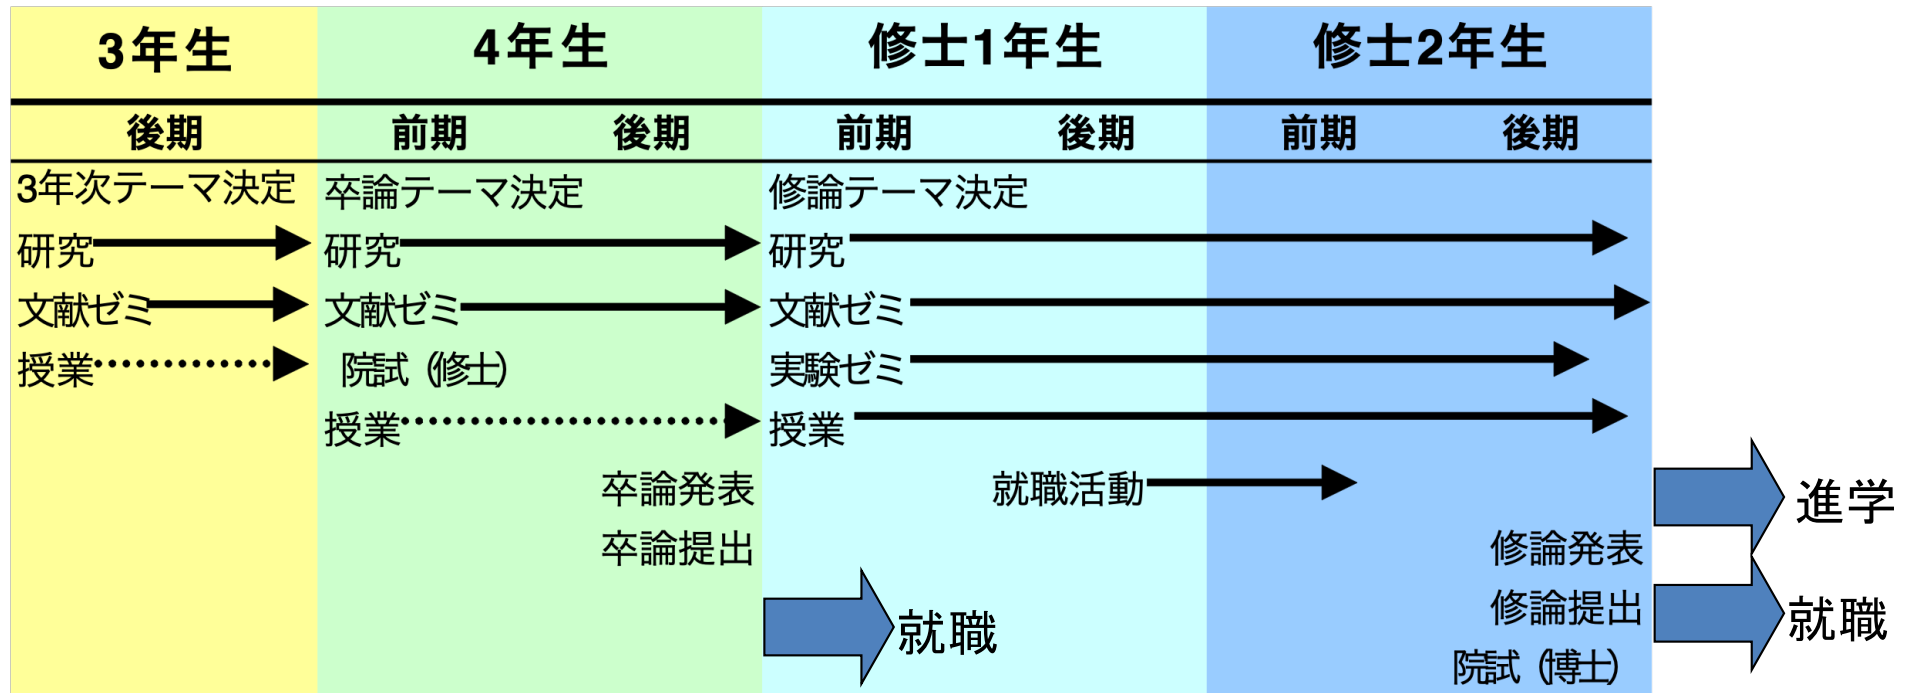 3年生 4年生 修士1年生 修士2年生
後期 前期 後期 前期 後期 前期 後期
3年次テーマ決定 卒論テーマ決定 修論テーマ決定
研究 研究 研究
文献ゼミ 文献ゼミ 文献ゼミ
授業 院試（修士） 実験ゼミ
授業 授業
卒論発表 就職活動 進学
卒論提出 修論発表
就職 修論提出 就職
院試（博士）